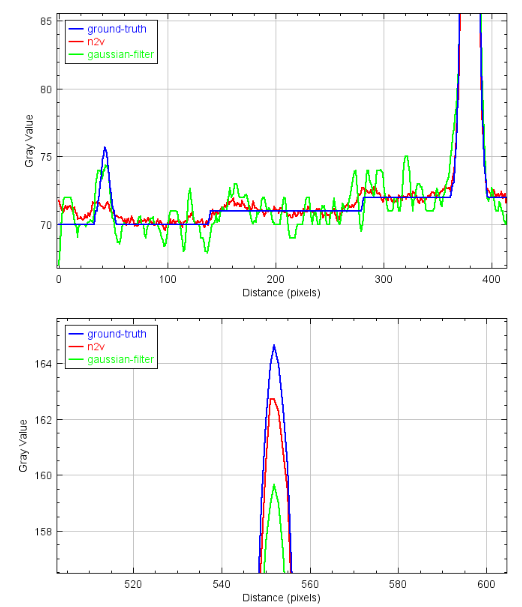 85
80
75
70
Gray Value
ground-truth
n2v
gaussian-filter
0 100 200 300 400
Distance (pixels)
164
162
160
158
Gray Value
ground-truth
n2v
gaussian-filter
520 540 560 580 600
Distance (pixels)